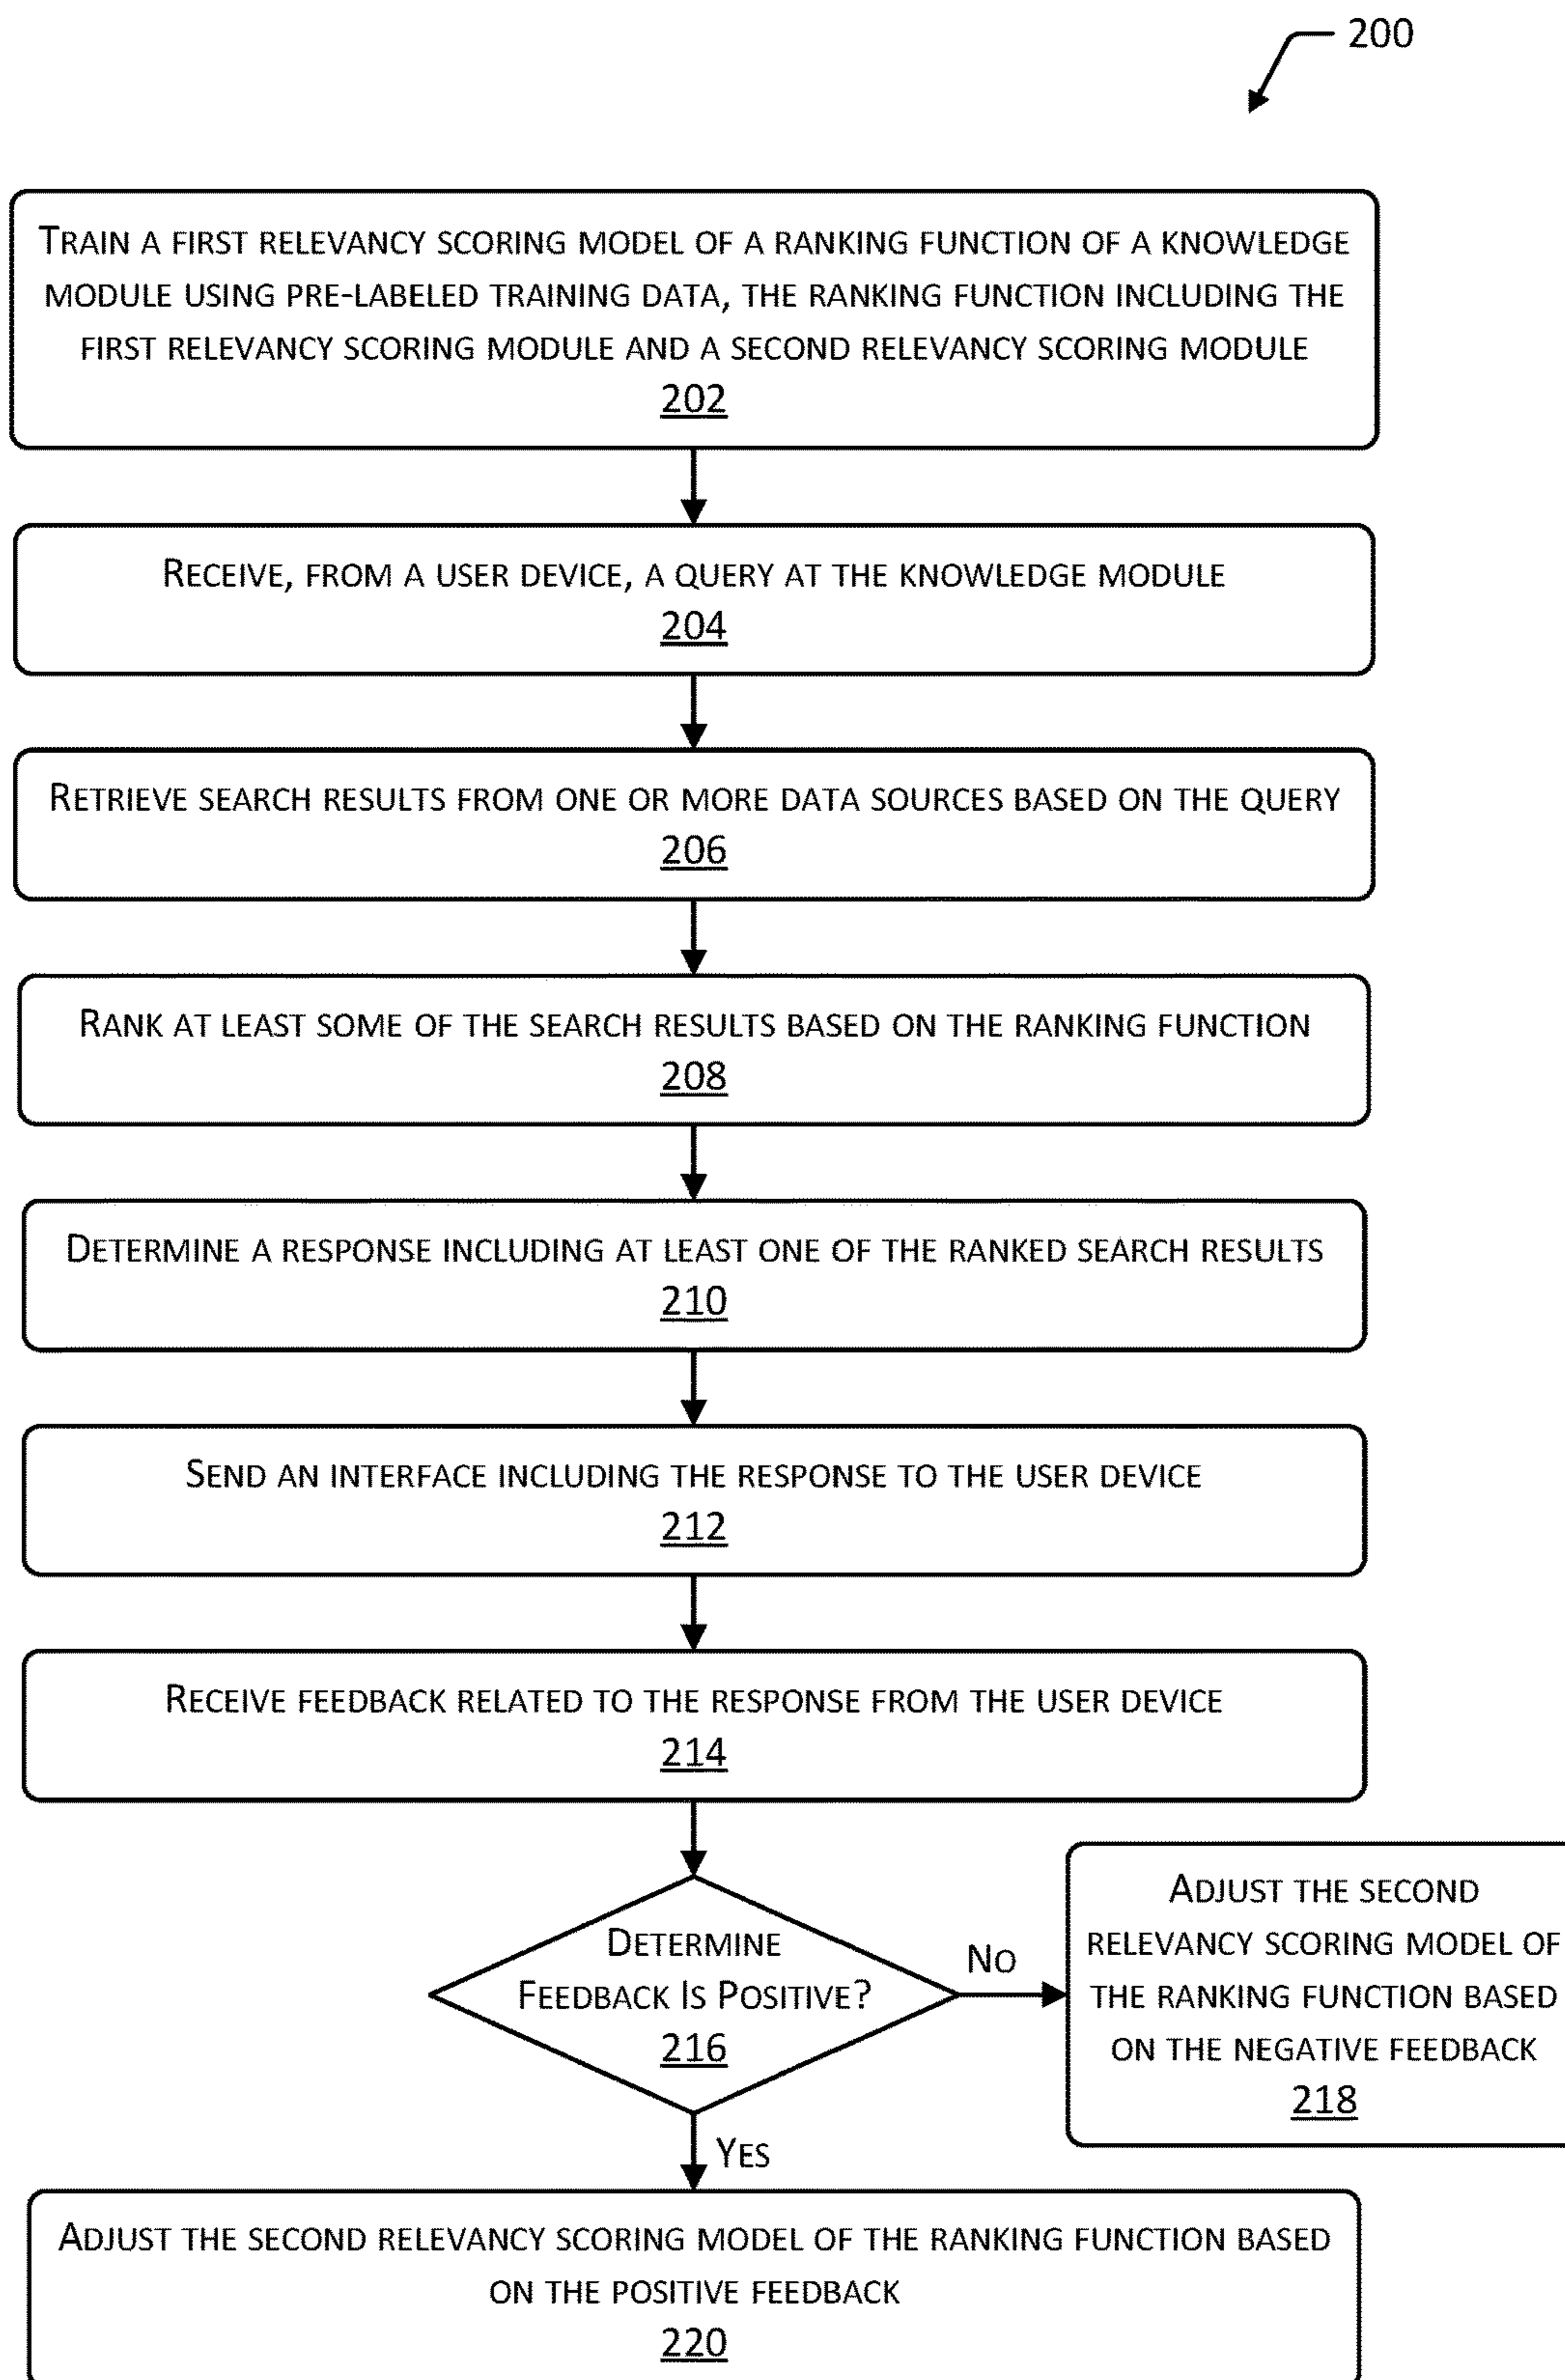 200
TRAIN A FIRST RELEVANCY SCORING MODEL OF A RANKING FUNCTION OF A KNOWLEDGE
MODULE USING PRE-LABELED TRAINING DATA, THE RANKING FUNCTION INCLUDING THE
FIRST RELEVANCY SCORING MODULE AND A SECOND RELEVANCY SCORING MODULE
202
RECEIVE, FROM A USER DEVICE, A QUERY AT THE KNOWLEDGE MODULE
204
RETRIEVE SEARCH RESULTS FROM ONE OR MORE DATA SOURCES BASED ON THE QUERY
206
RANK AT LEAST SOME OF THE SEARCH RESULTS BASED ON THE RANKING FUNCTION
208
DETERMINE A RESPONSE INCLUDING AT LEAST ONE OF THE RANKED SEARCH RESULTS
210
SEND AN INTERFACE INCLUDING THE RESPONSE TO THE USER DEVICE
212
RECEIVE FEEDBACK RELATED TO THE RESPONSE FROM THE USER DEVICE
214
DETERMINE
FEEDBACK IS POSITIVE?
216
NO
ADJUST THE SECOND
RELEVANCY SCORING MODEL OF
THE RANKING FUNCTION BASED
ON THE NEGATIVE FEEDBACK
218
YES
ADJUST THE SECOND RELEVANCY SCORING MODEL OF THE RANKING FUNCTION BASED
ON THE POSITIVE FEEDBACK
220